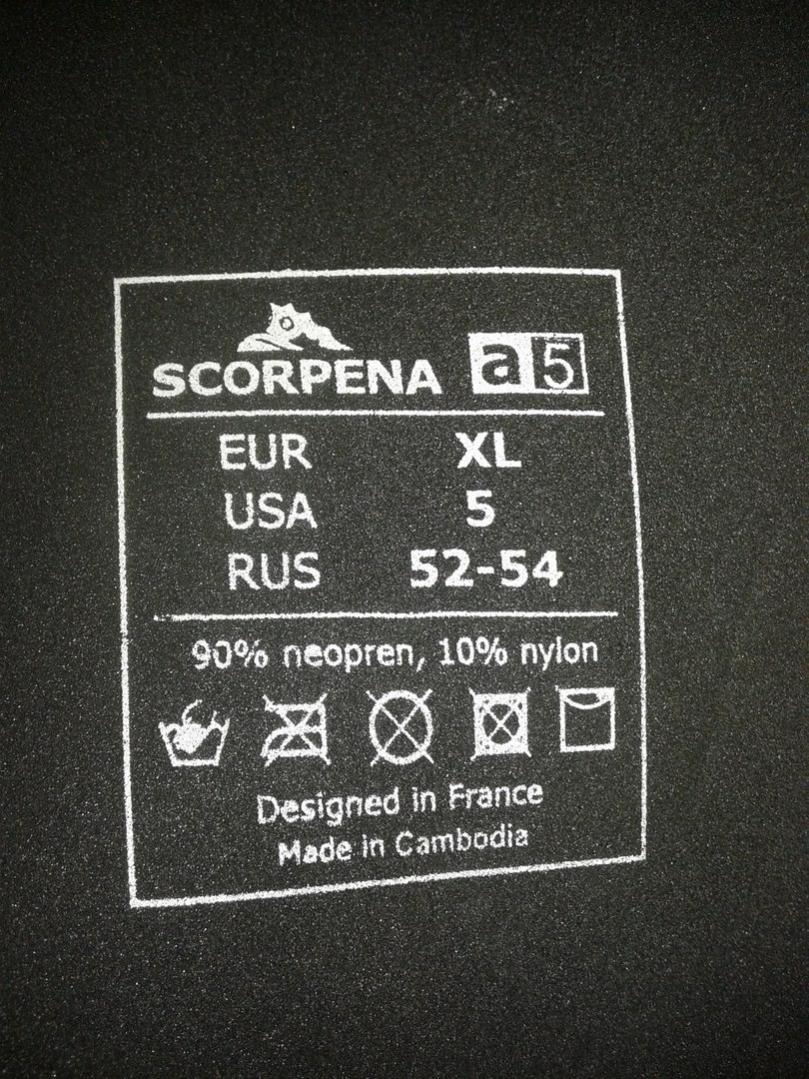 SCORPENA a5
EUR XL
USA 5
RUS 52-54
90% neopren, 10% nylon
Designed in France
Made in Cambodia